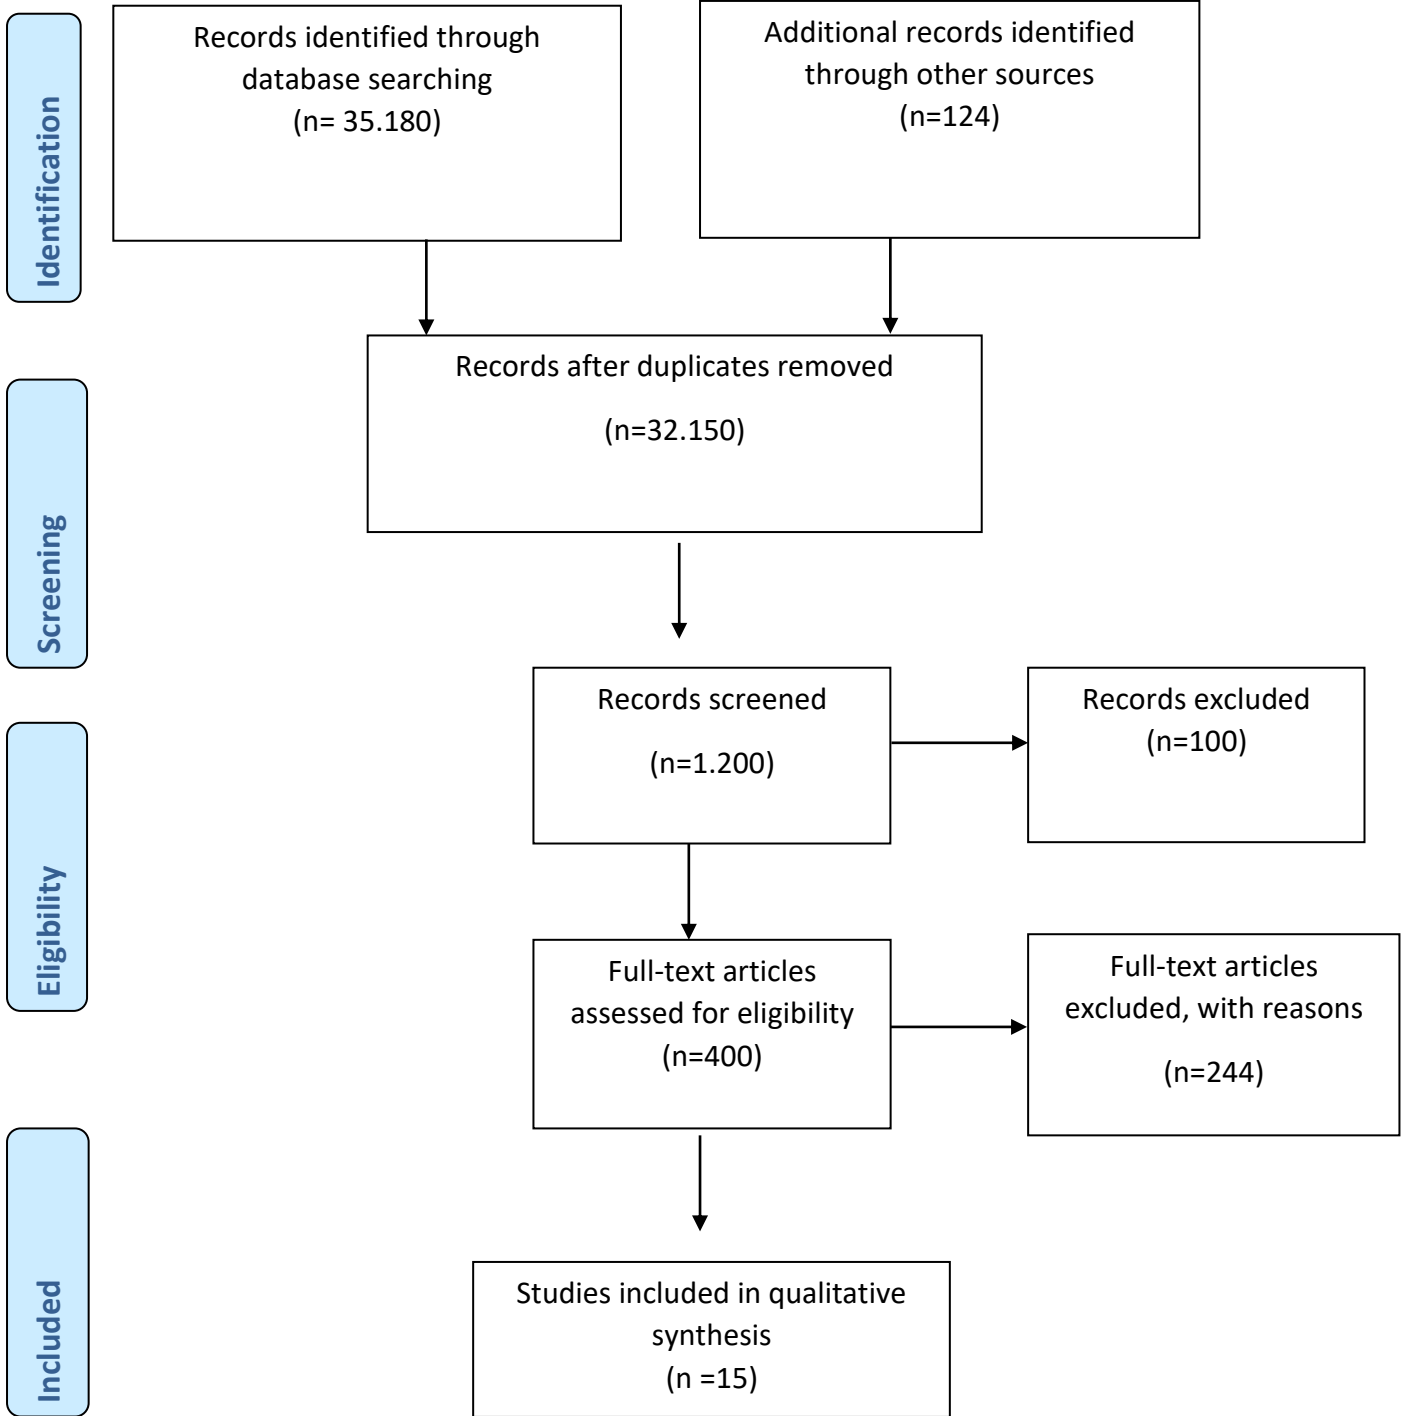 Identification
Records identified through
database searching
(n= 35.180)
Additional records identified
through other sources
(n=124)
Records after duplicates removed
(n=32.150)
Screening
Records screened
(n=1.200)
Records excluded
(n=100)
Eligibility
Full-text articles
assessed for eligibility
(n=400)
Full-text articles
excluded, with reasons
(n=244)
Included
Studies included in qualitative
synthesis
(n =15)